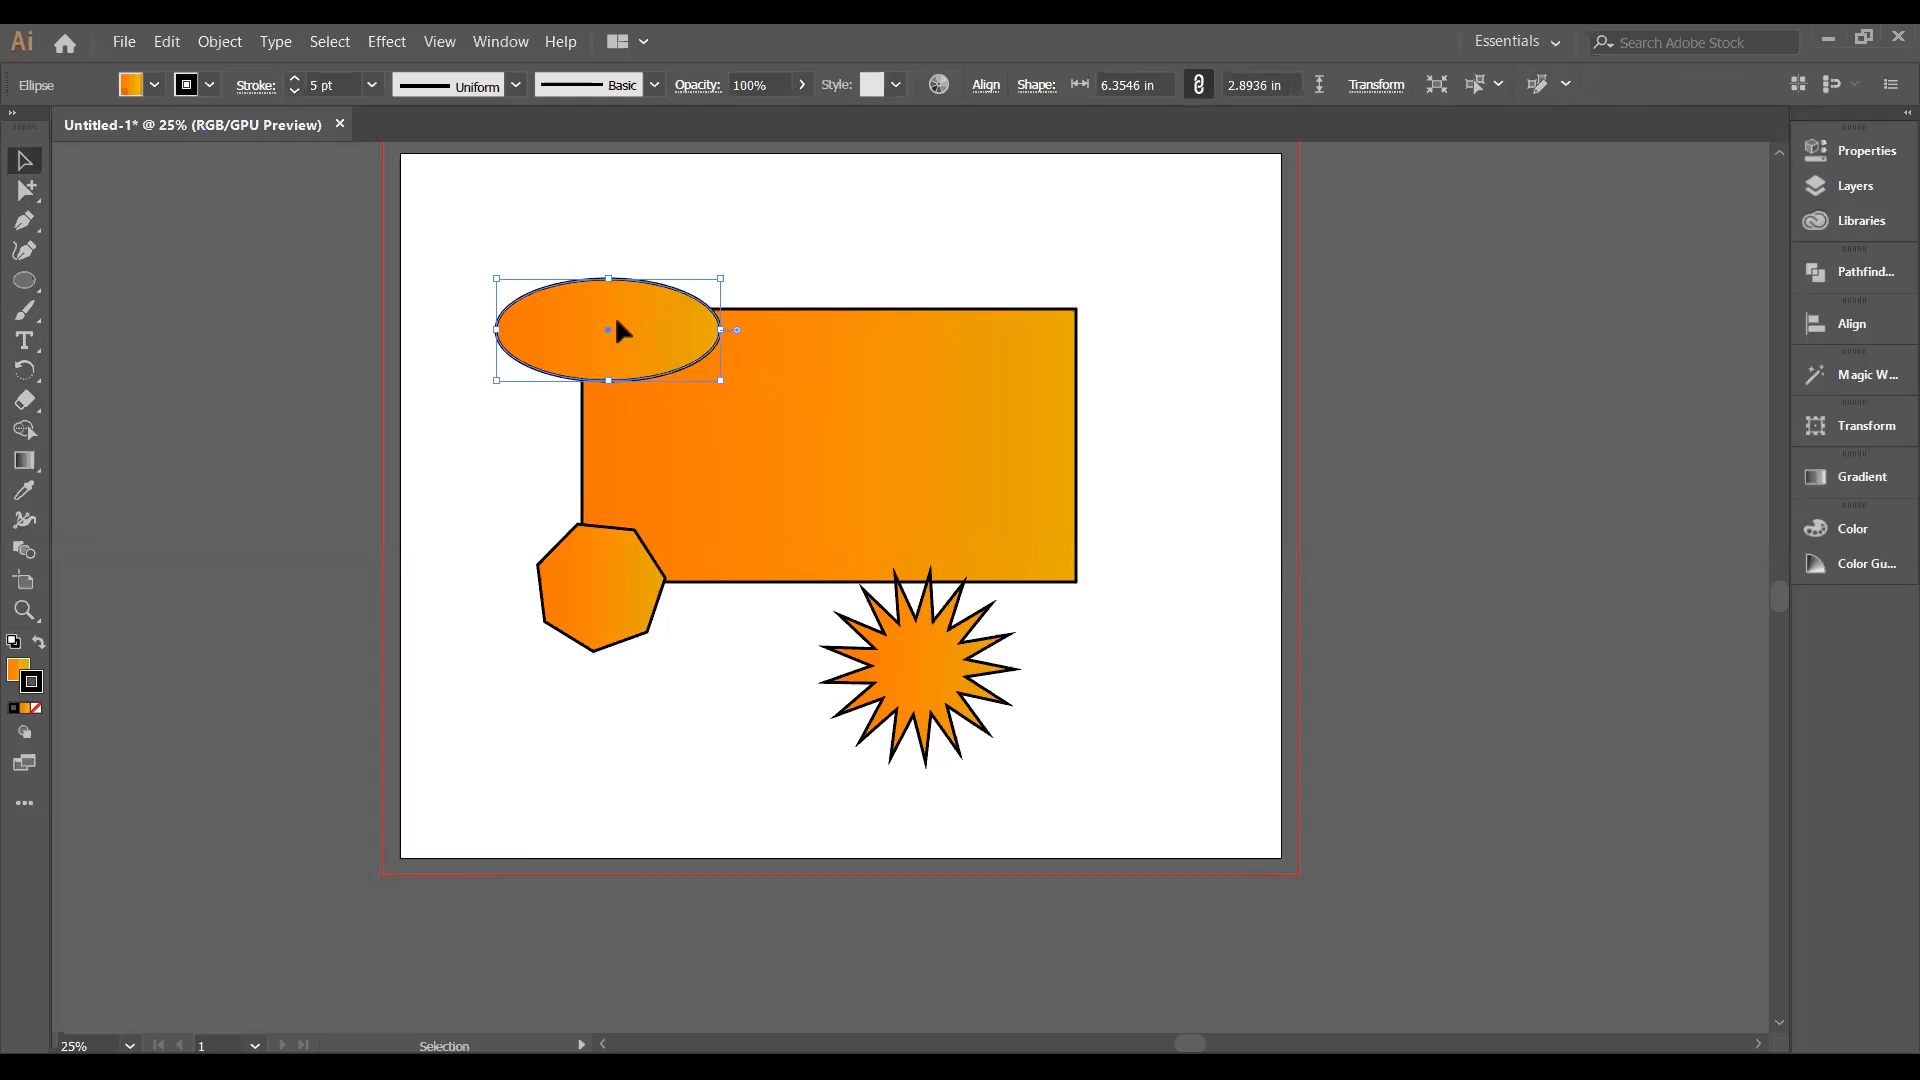 Ai File Edit Object Type Select Effect View Window Help Essentials Search Adobe Stock
Ellipse Stroke: 5 pt Uniform Basic Opacity: 100% Style: Align Shape: 6.3546 in 2.8936 in Transform
Untitled-1* @ 25% (RGB/GPU Preview)
Properties
Layers
Libraries
Pathfind...
Align
Magic W...
Transform
Gradient
Color
Color Gu...
25% 1 Selection